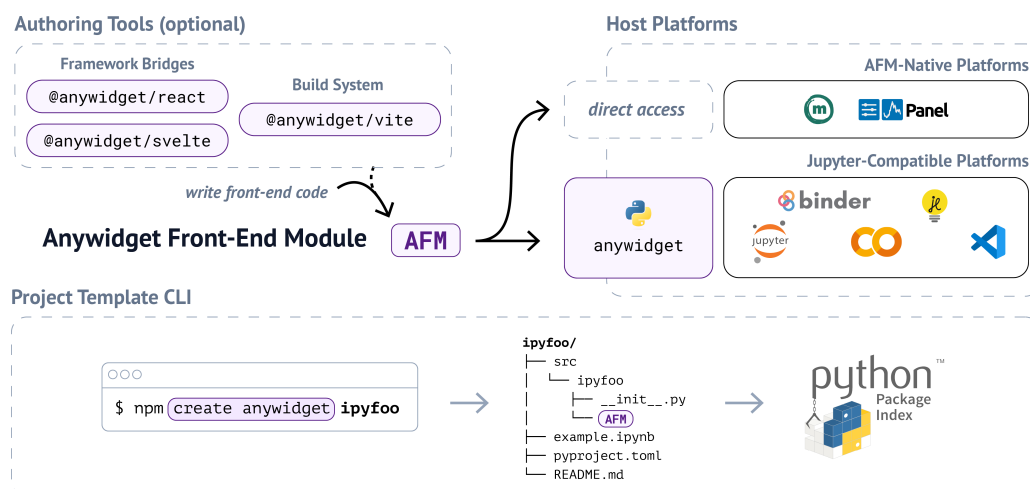 Authoring Tools (optional)
Framework Bridges
@anywidget/react
@anywidget/svelte
Build System
@anywidget/vite
write front-end code
Anywidget Front-End Module
AFM
Host Platforms
AFM-Native Platforms
direct access
m
Panel
Jupyter-Compatible Platforms
anywidget
binder
jl
jupyter
Project Template CLI
$ npm create anywidget ipyfoo
ipyfoo/
├── src
│   └── ipyfoo
│       ├── __init__.py
│       └── AFM
├── example.ipynb
├── pyproject.toml
└── README.md
python™
Package
Index